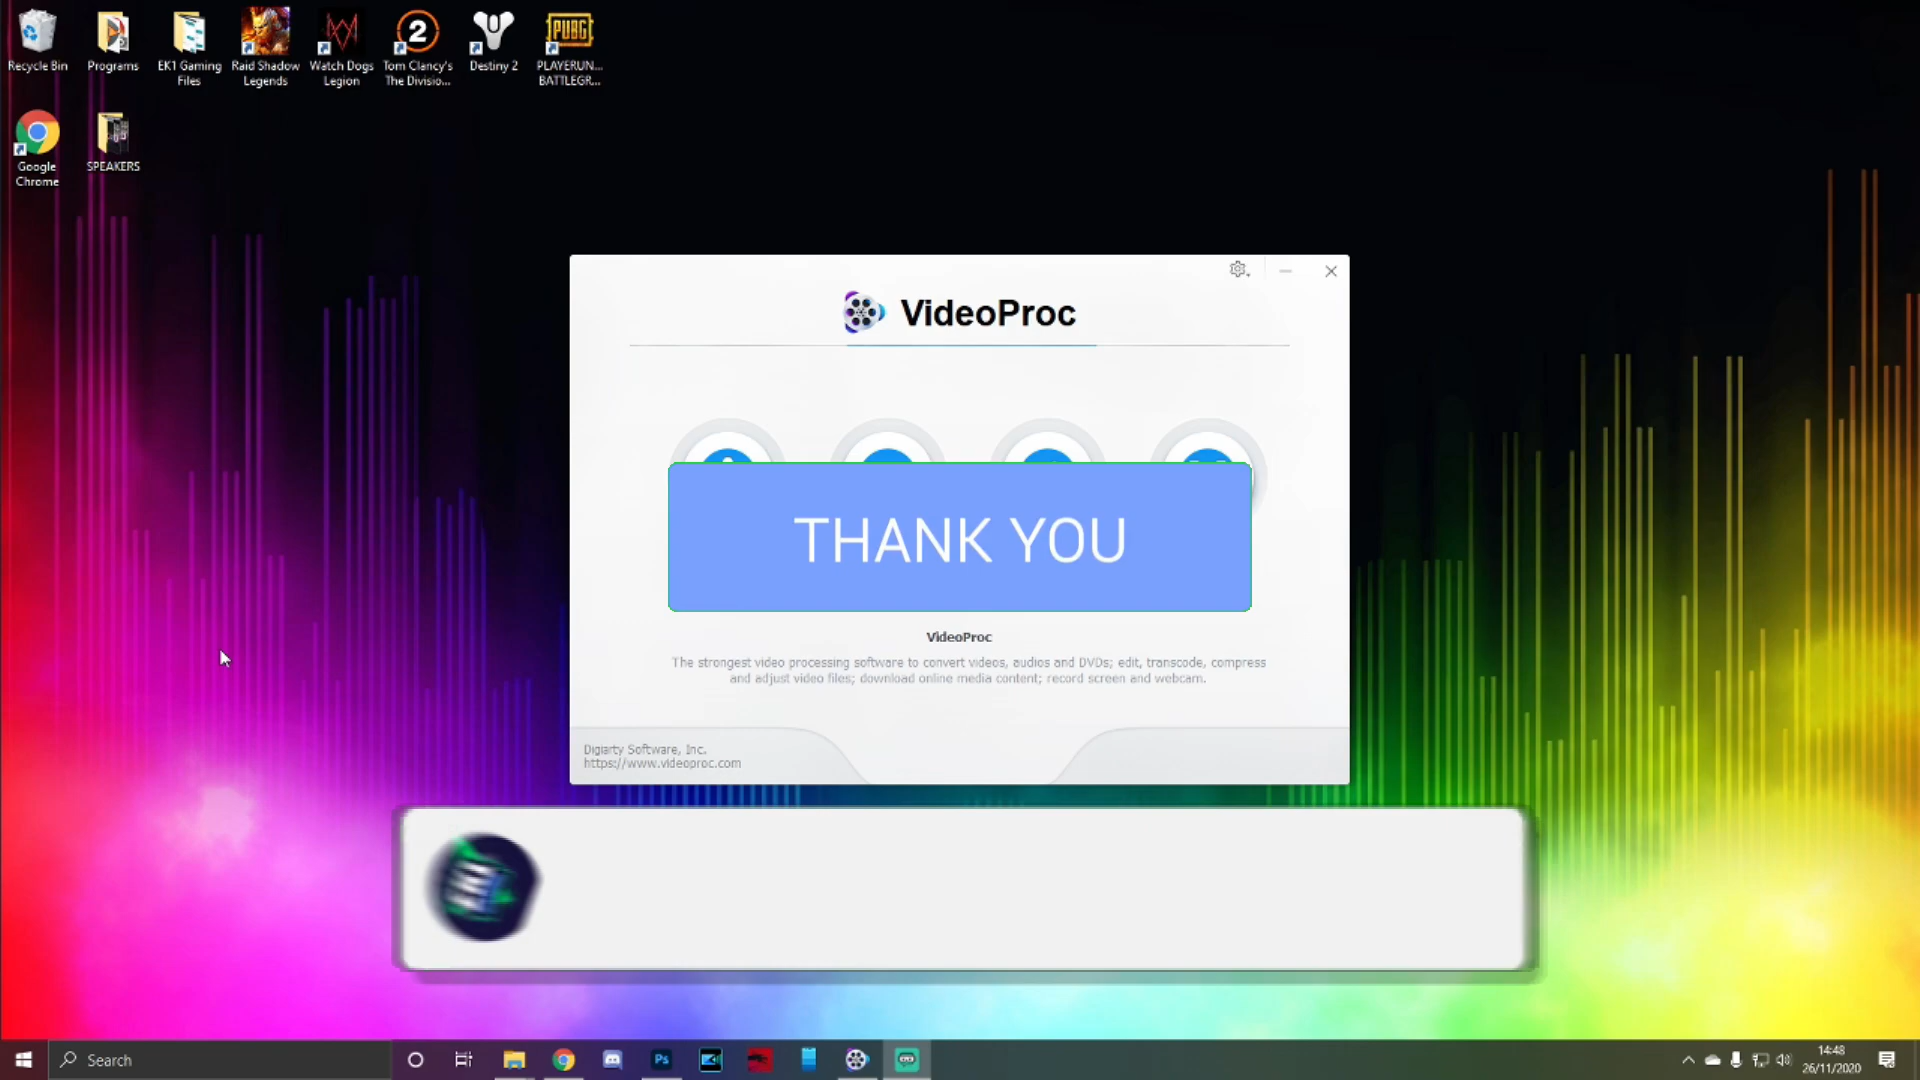 Recycle Bin
Programs
EK1 Gaming
Files
Raid Shadow
Legends
Watch Dogs
Legion
Tom Clancy's
The Divisio...
Destiny 2
PLAYERUN...
BATTLEGR...
PUBG
2
Google
Chrome
SPEAKERS
VideoProc
THANK YOU
VideoProc
The strongest video processing software to convert videos, audios and DVDs; edit, transcode, compress
and adjust video files; download online media content; record screen and webcam.
Digiarty Software, Inc.
https://www.videoproc.com
Search
Ps
14:48
26/11/2020